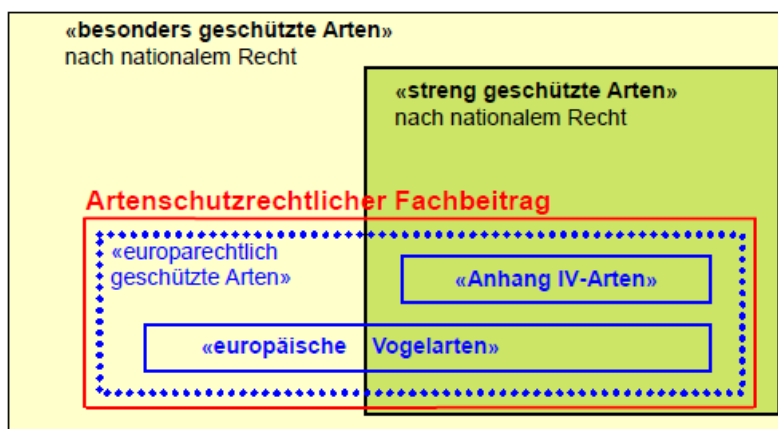 «besonders geschützte Arten»
nach nationalem Recht
«streng geschützte Arten»
nach nationalem Recht
Artenschutzrechtlicher Fachbeitrag
«europarechtlich
geschützte Arten»
«Anhang IV-Arten»
«europäische Vogelarten»